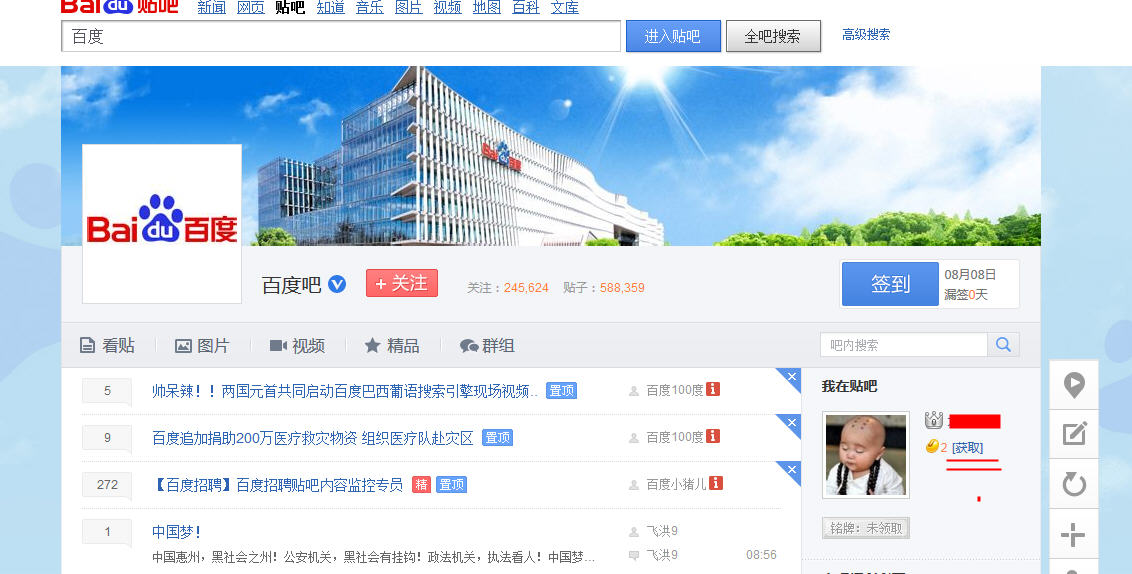 Bai du 贴吧 新闻 网页 贴吧 知道 音乐 图片 视频 地图 百科 文库
百度 进入贴吧 全吧搜索 高级搜索
Bai du 百度
Bai du 百度
百度吧 + 关注 关注：245,624 贴子：588,359
签到 08月08日
漏签0天
看贴 图片 视频 精品 群组 吧内搜索
5 帅呆辣！！两国元首共同启动百度巴西葡语搜索引擎现场视频.. 置顶 百度100度
9 百度追加捐助200万医疗救灾物资 组织医疗队赴灾区 置顶 百度100度
272 【百度招聘】百度招聘贴吧内容监控专员 精 置顶 百度小猪儿
1 中国梦！ 飞洪9
中国惠州，黑社会之州！公安机关，黑社会有挂钩！政法机关，执法看人！中国梦... 飞洪9 08:56
我在贴吧
2 [获取]
铭牌：未领取